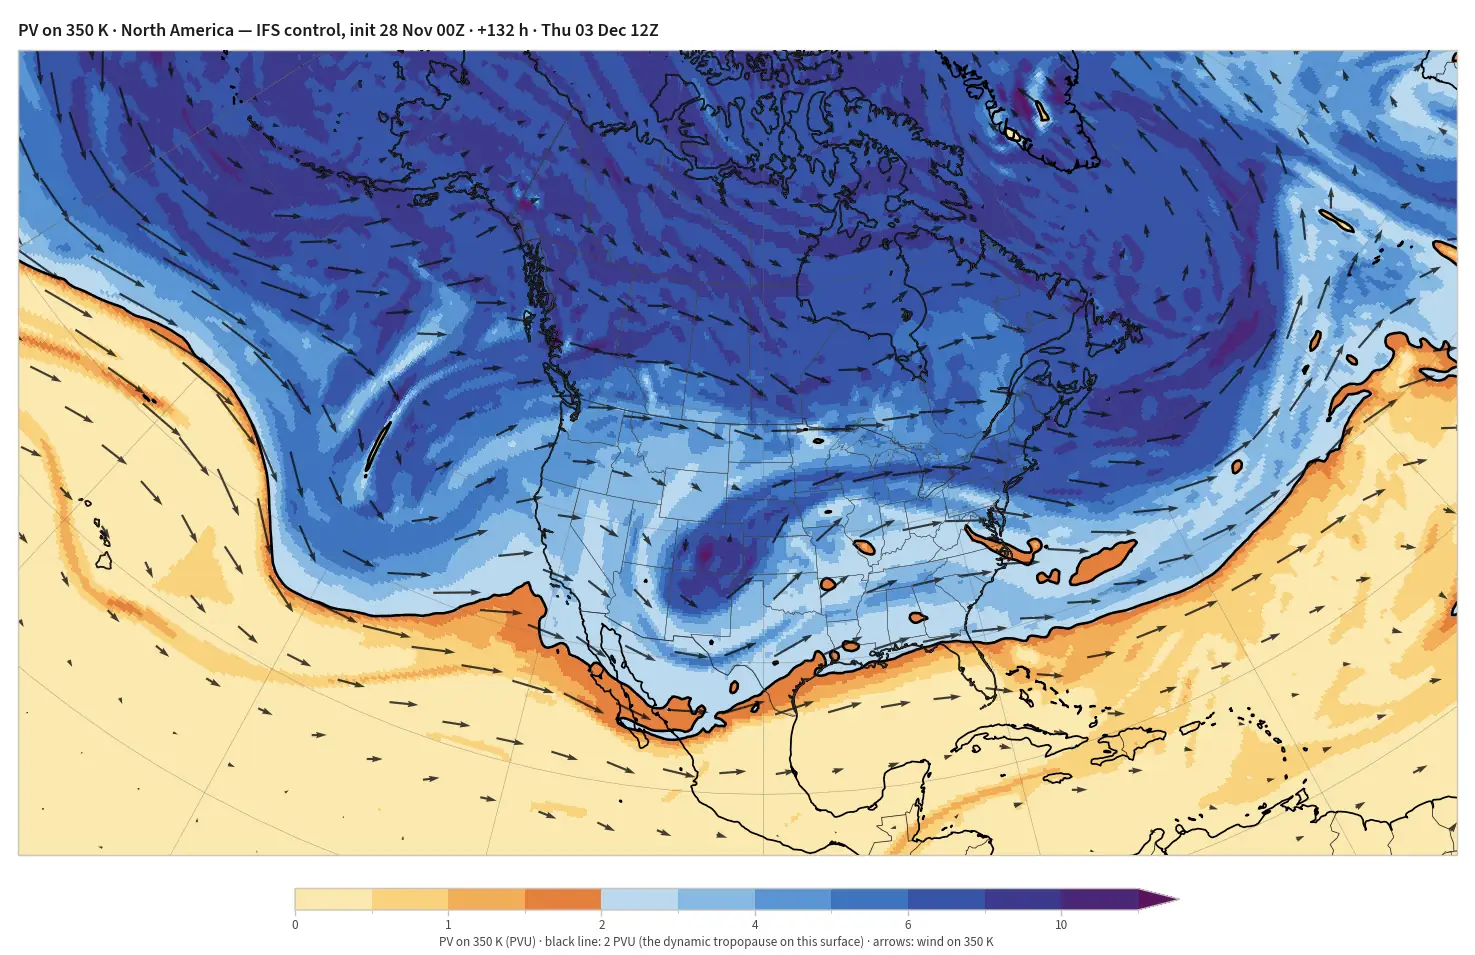 PV on 350 K · North America — IFS control, init 28 Nov 00Z · +132 h · Thu 03 Dec 12Z
0 1 2 4 6 10
PV on 350 K (PVU) · black line: 2 PVU (the dynamic tropopause on this surface) · arrows: wind on 350 K